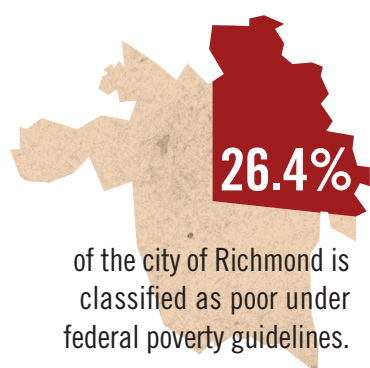 26.4%
of the city of Richmond is
classified as poor under
federal poverty guidelines.